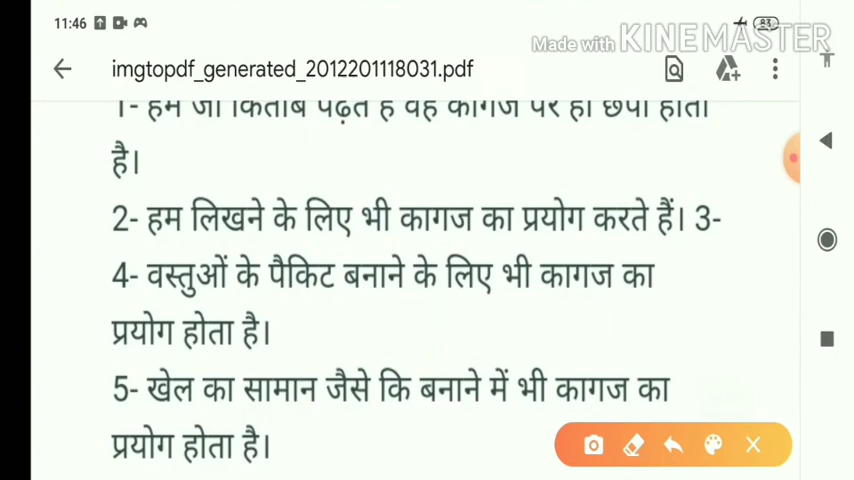 11:46
83
Made with KINEMASTER
imgtopdf_generated_2012201118031.pdf
1- हम जो किताब पढ़ते हैं वह कागज पर ही छपी होती
है।
2- हम लिखने के लिए भी कागज का प्रयोग करते हैं। 3-
4- वस्तुओं के पैकिट बनाने के लिए भी कागज का
प्रयोग होता है।
5- खेल का सामान जैसे कि बनाने में भी कागज का
प्रयोग होता है।